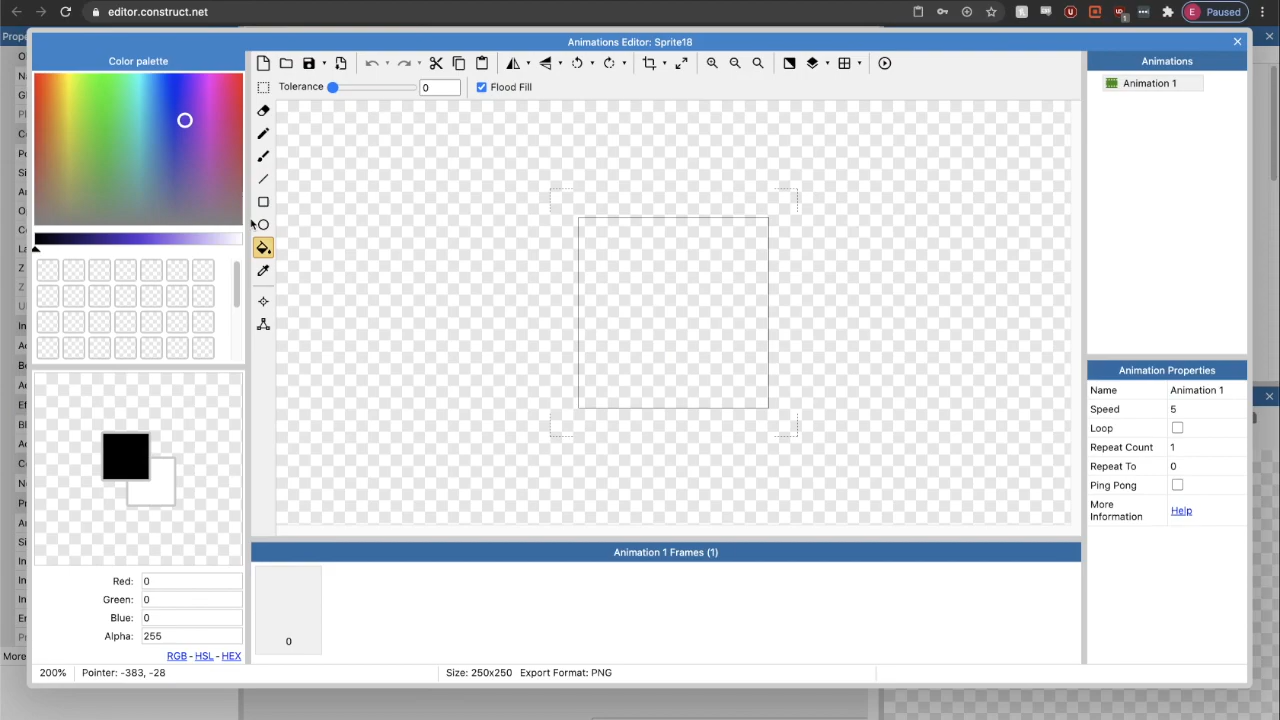 editor.construct.net
E Paused
Animations Editor: Sprite18
Color palette
Tolerance 0 Flood Fill
Animations
Animation 1
Red: 0
Green: 0
Blue: 0
Alpha: 255
RGB - HSL - HEX
Animation 1 Frames (1)
0
Animation Properties
Name Animation 1
Speed 5
Loop
Repeat Count 1
Repeat To 0
Ping Pong
More
Information Help
200% Pointer: -383, -28 Size: 250x250 Export Format: PNG
More